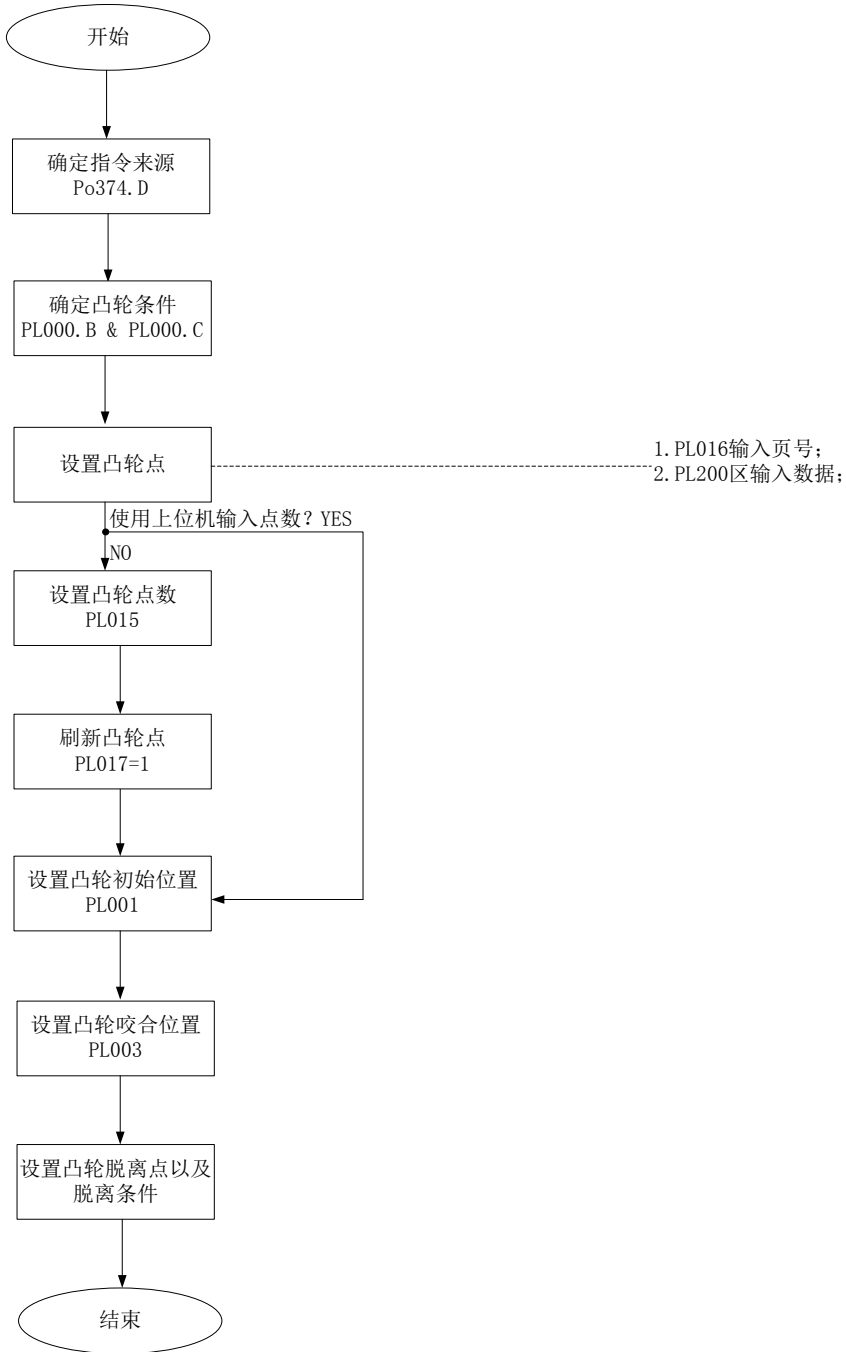 开始
确定指令来源
Po374.D
确定凸轮条件
PL000.B & PL000.C
设置凸轮点
1.PL016输入页号;
2.PL200区输入数据;
使用上位机输入点数? YES
NO
设置凸轮点数
PL015
刷新凸轮点
PL017=1
设置凸轮初始位置
PL001
设置凸轮咬合位置
PL003
设置凸轮脱离点以及
脱离条件
结束